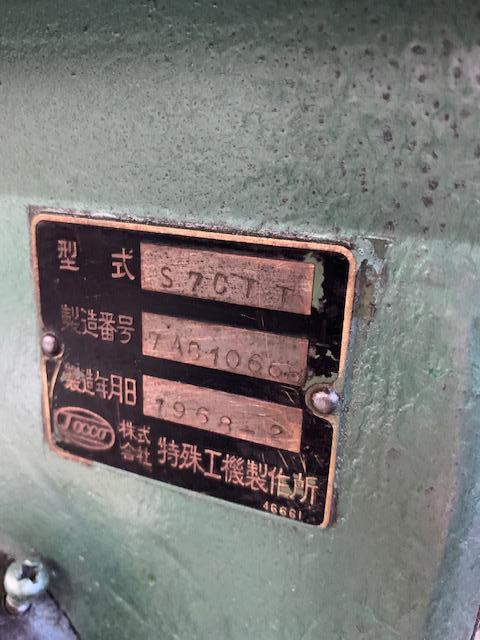 型式 S7CTT
製造番号
製造年月日 1968-2
株式会社 特殊工機製作所
46661